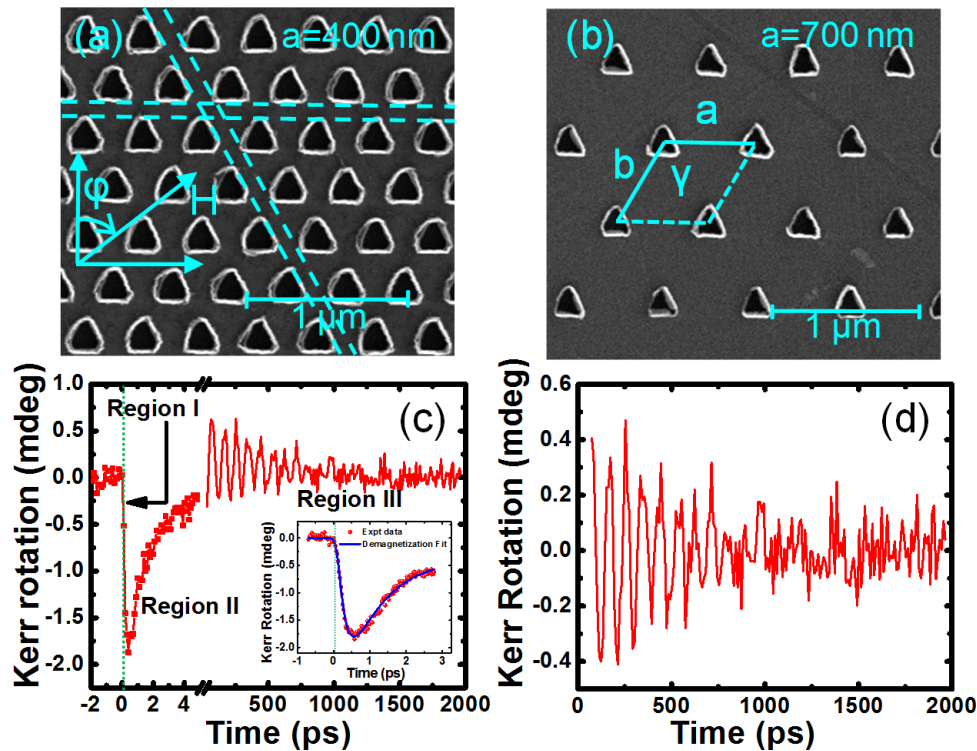 (a)
a=400 nm
φ
H
1 µm
(b)
a=700 nm
a
b
γ
1 µm
Kerr rotation (mdeg)
1.0
0.5
0.0
-0.5
-1.0
-1.5
-2.0
Region I
(c)
Region III
Region II
Kerr Rotation (mdeg)
0.0
-0.5
-1.0
-1.5
-2.0
Expt data
Demagnetization Fit
-1 0 1 2 3
Time (ps)
-2 0 2 4 500 1000 1500 2000
Time (ps)
Kerr Rotation (mdeg)
0.6
0.4
0.2
0.0
-0.2
-0.4
(d)
0 500 1000 1500 2000
Time (ps)